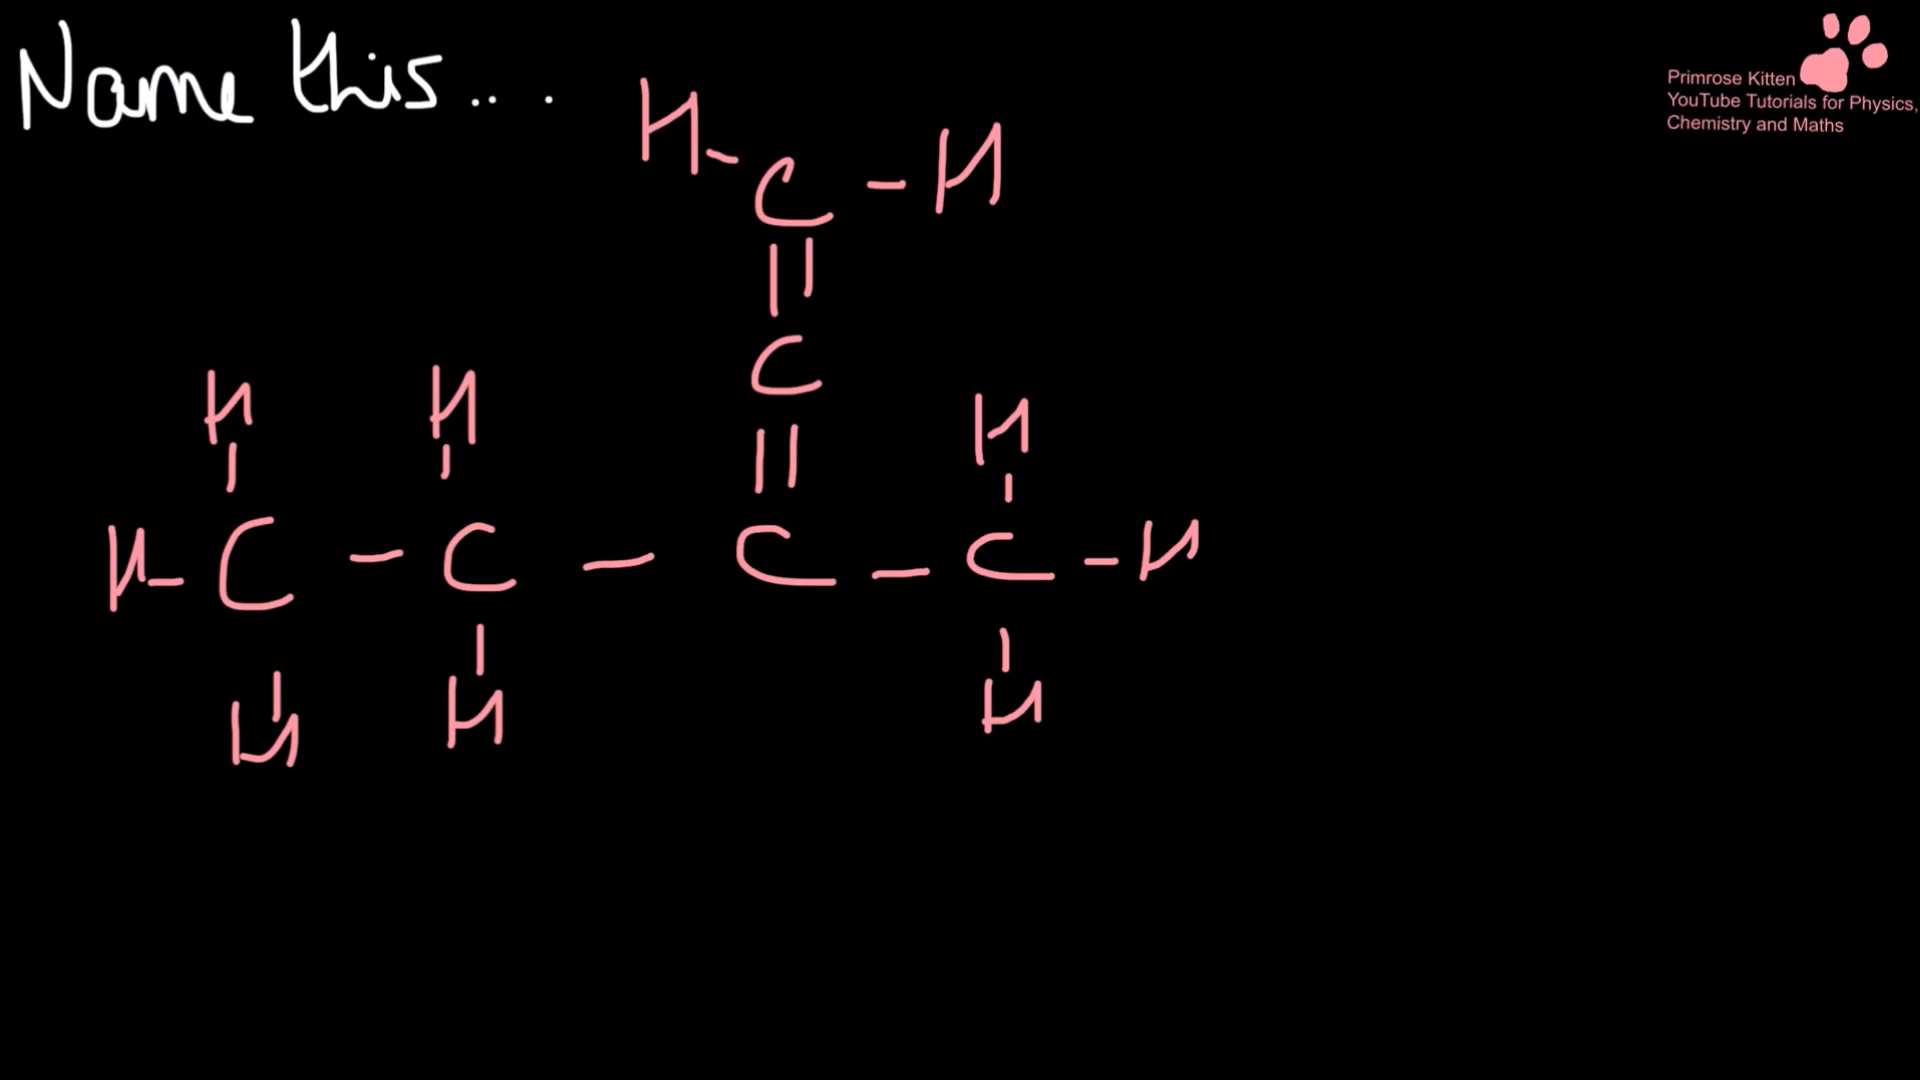 Name this...
Primrose Kitten
YouTube Tutorials for Physics,
Chemistry and Maths
H-C-H
C
H H H
H-C-C-C-C-H
H H H